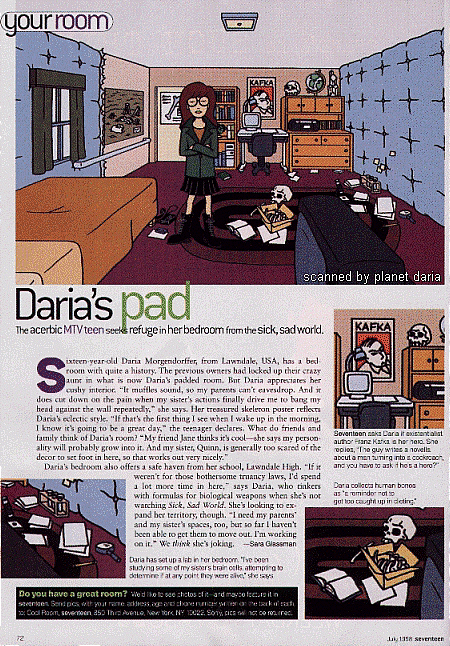 your room
KAFKA
scanned by planet daria
Daria's pad
The acerbic MTV teen seeks refuge in her bedroom from the sick, sad world.
Sixteen-year-old Daria Morgendorffer, from Lawndale, USA, has a bed-
room with quite a history. The previous owners had locked up their crazy
aunt in what is now Daria's padded room. But Daria appreciates her
cushy interior. "It muffles sound, so my parents can't eavesdrop. And it
does cut down on the pain when my sister's actions finally drive me to bang my
head against the wall repeatedly," she says. Her treasured skeleton poster reflects
Daria's eclectic style. "If that's the first thing I see when I wake up in the morning,
I know it's going to be a great day," the teenager declares. What do friends and
family think of Daria's room? "My friend Jane thinks it's cool—she says my person-
ality will probably grow into it. And my sister, Quinn, is generally too scared of the
decor to set foot in here, so that works out very nicely."
Daria's bedroom also offers a safe haven from her school, Lawndale High. "If it
weren't for those bothersome truancy laws, I'd spend
a lot more time in here," says Daria, who tinkers
with formulas for biological weapons when she's not
watching Sick, Sad World. She's looking to ex-
pand her territory, though. "I need my parents'
and my sister's spaces, too, but so far I haven't
been able to get them to move out. I'm working
on it." We think she's joking. —Sara Glassman
KAFKA
Seventeen asks Daria if existentialist
author Franz Kafka is her hero. She
replies, "The guy writes a novella
about a man turning into a cockroach,
and you have to ask if he's a hero?"
Daria collects human bones
as "a reminder not to
get too caught up in dieting."
Daria has set up a lab in her bedroom. "I've been
studying some of my sister's brain cells, attempting to
determine if at any point they were alive," she says.
Do you have a great room? We'd like to see photos of it—and maybe feature it in
seventeen. Send pics, with your name, address, age and phone number written on the back of each,
to: Cool Room, seventeen, 850 Third Avenue, New York, NY 10022. Sorry, pics will not be returned.
72
July 1998 seventeen